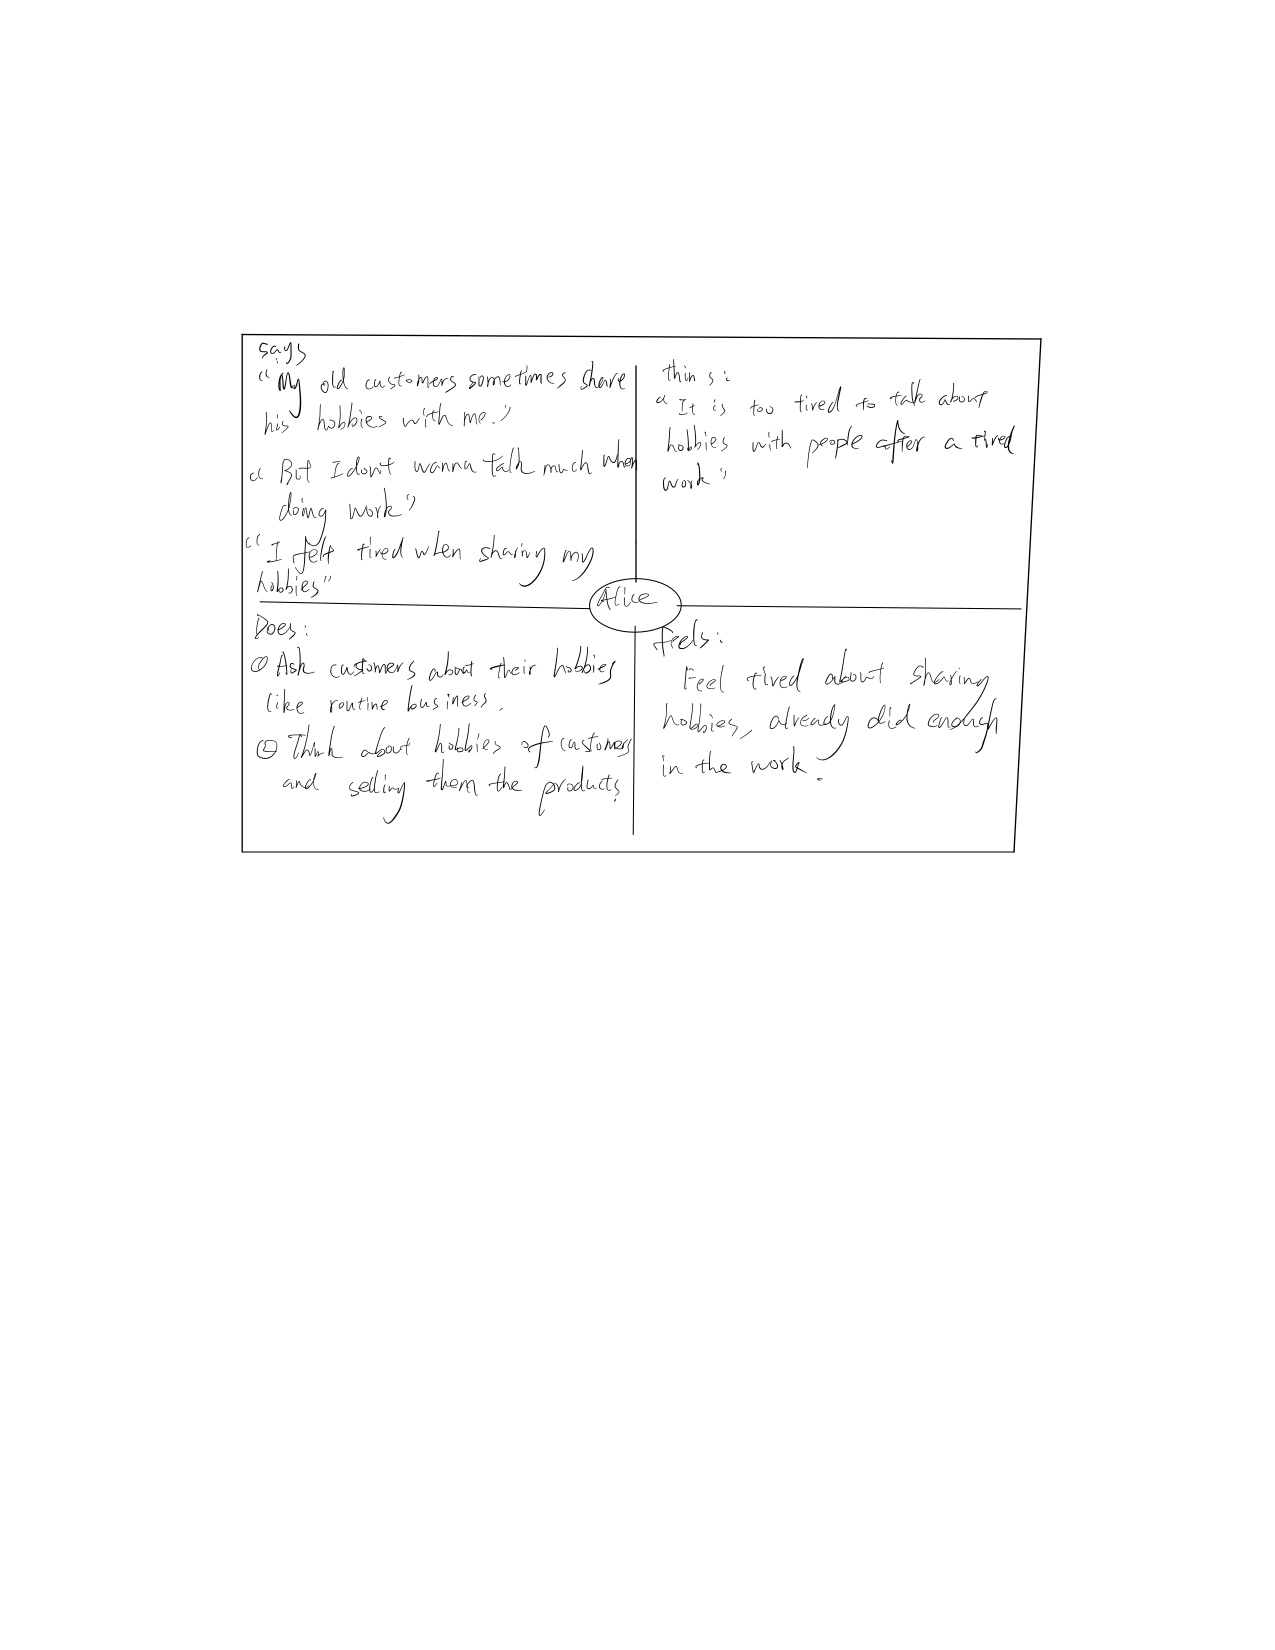 says
"My old customers sometimes share
his hobbies with me."
" But I don't wanna talk much when
doing work"
"I felt tired when sharing my
hobbies"
thin s:
" It is too tired to talk about
hobbies with people after a tired
work"
Alice
Does:
① Ask customers about their hobbies
like routine business.
② Think about hobbies of customers
and selling them the products.
Feels:
Feel tired about sharing
hobbies, already did enough
in the work.